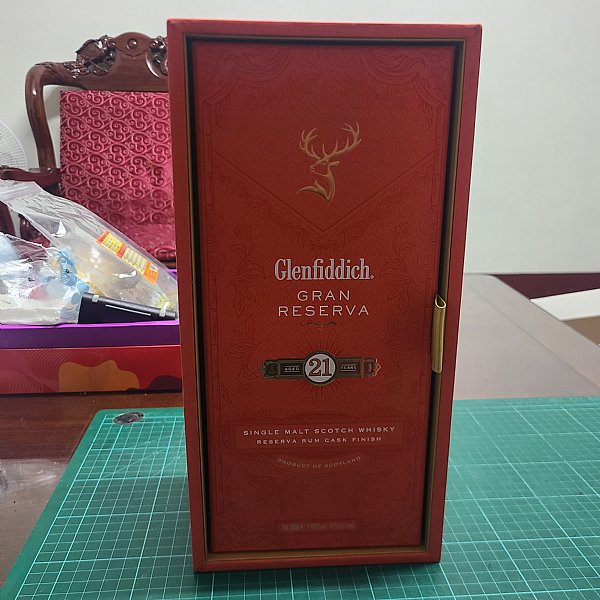 Glenfiddich.
GRAN
RESERVA
AGED 21 YEARS
SINGLE MALT SCOTCH WHISKY
RESERVA RUM CASK FINISH
PRODUCT OF SCOTLAND